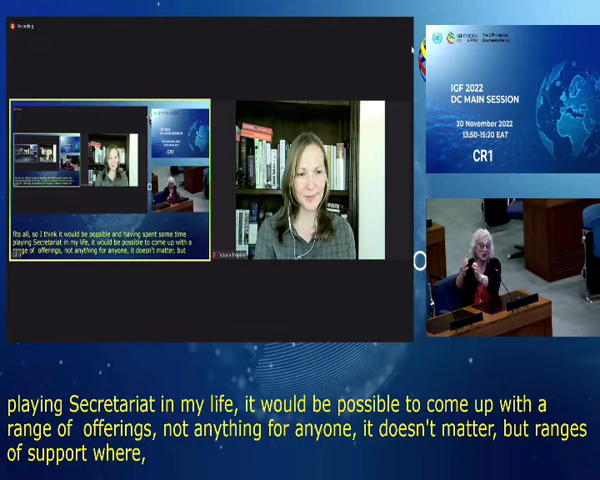 Recording
IGF 2022
DC MAIN SESSION
30 November 2022
13:50-15:20 EAT
CR1
fits all, so I think it would be possible and having spent some time
playing Secretariat in my life, it would be possible to come up with a
range of offerings, not anything for anyone, it doesn't matter, but
playing Secretariat in my life, it would be possible to come up with a
range of  offerings, not anything for anyone, it doesn't matter, but ranges
of support where,